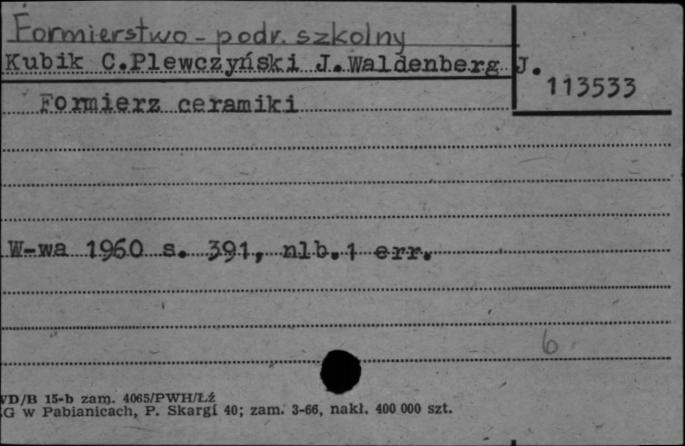 Formierstwo - podr. szkolny
Kubik C.Plewczyński J.Waldenberg J.
113533
Formierz ceramiki
W-wa 1960 s. 391, nlb.1 err.
6
VD/B 15-b zam. 4065/PWH/Łź
G w Pabianicach, P. Skargi 40; zam. 3-66, nakł. 400 000 szt.